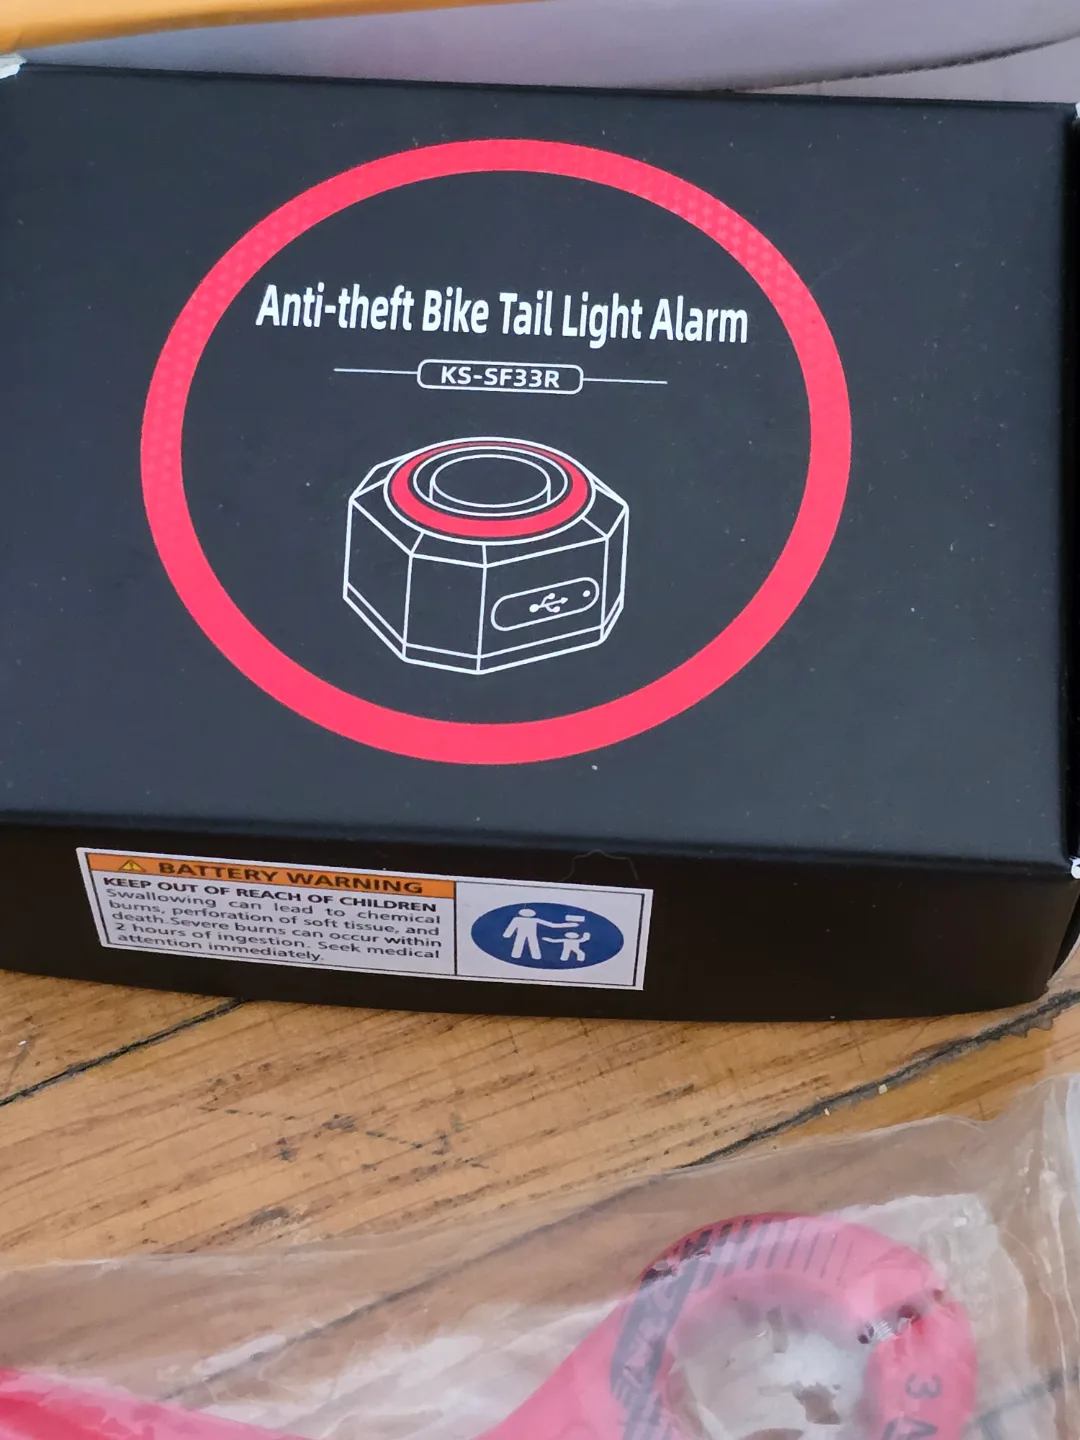 Anti-theft Bike Tail Light Alarm
KS-SF33R
BATTERY WARNING
KEEP OUT OF REACH OF CHILDREN
Swallowing can lead to chemical
burns, perforation of soft tissue, and
death.Severe burns can occur within
2 hours of ingestion. Seek medical
attention immediately.